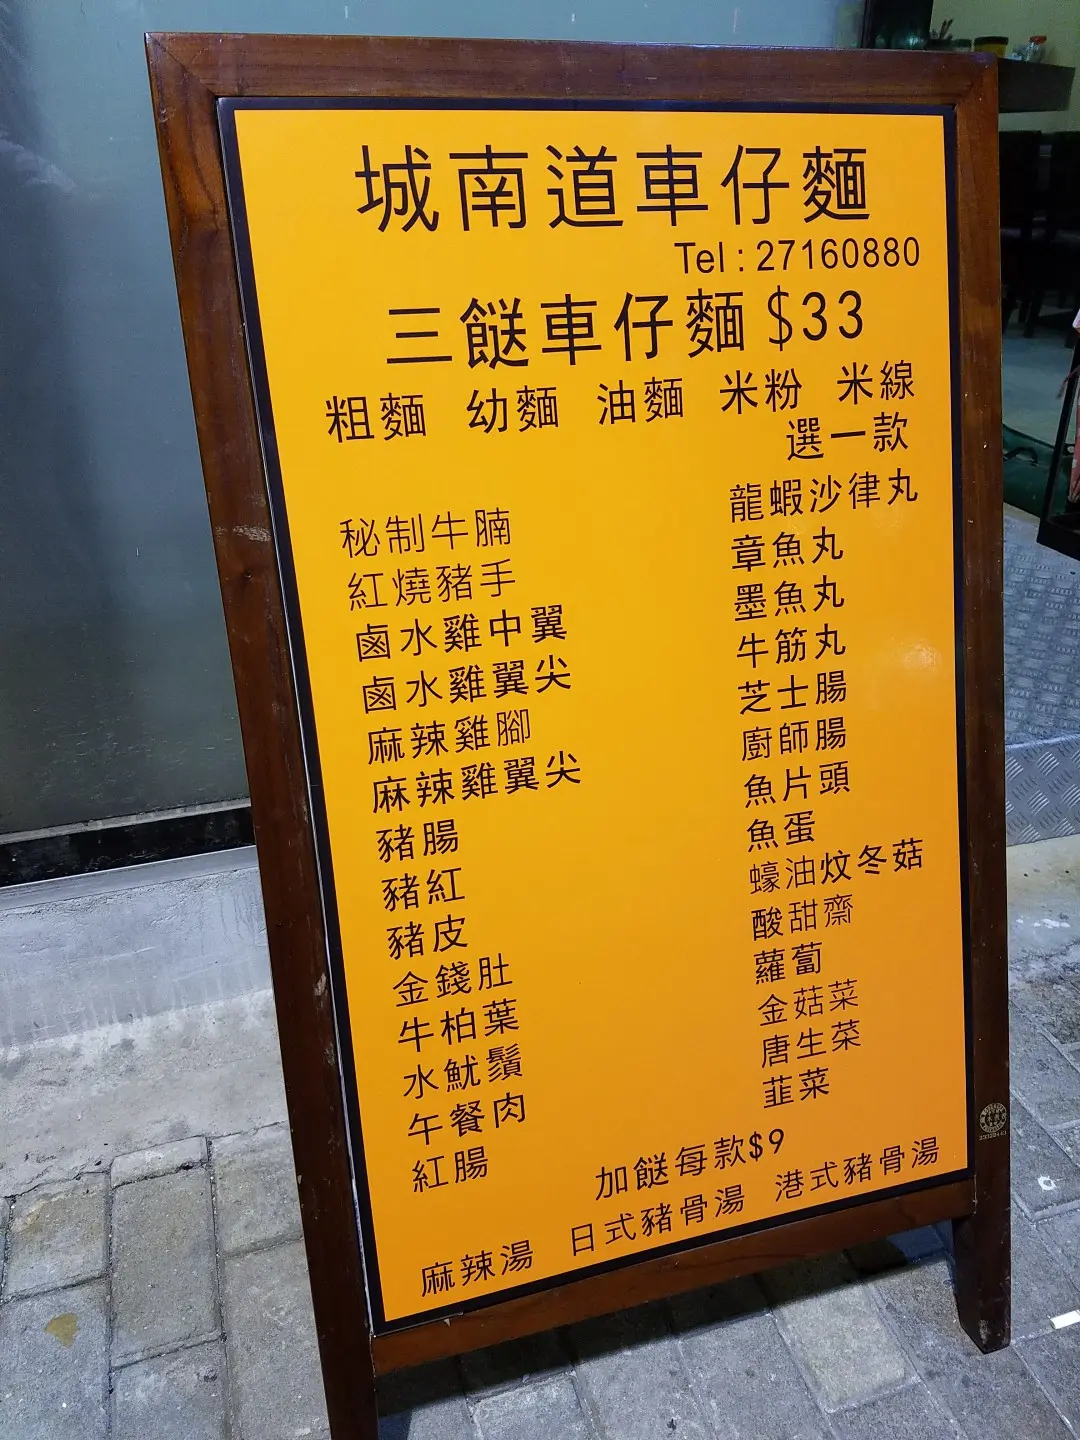 城南道車仔麵
Tel : 27160880
三餸車仔麵 $33
粗麵 幼麵 油麵 米粉 米線
選一款
秘制牛腩
紅燒豬手
鹵水雞中翼
鹵水雞翼尖
麻辣雞腳
麻辣雞翼尖
豬腸
豬紅
豬皮
金錢肚
牛柏葉
水魷鬚
午餐肉
紅腸
龍蝦沙律丸
章魚丸
墨魚丸
牛筋丸
芝士腸
廚師腸
魚片頭
魚蛋
蠔油炆冬菇
酸甜齋
蘿蔔
金菇菜
唐生菜
韮菜
加餸每款$9
麻辣湯 日式豬骨湯 港式豬骨湯